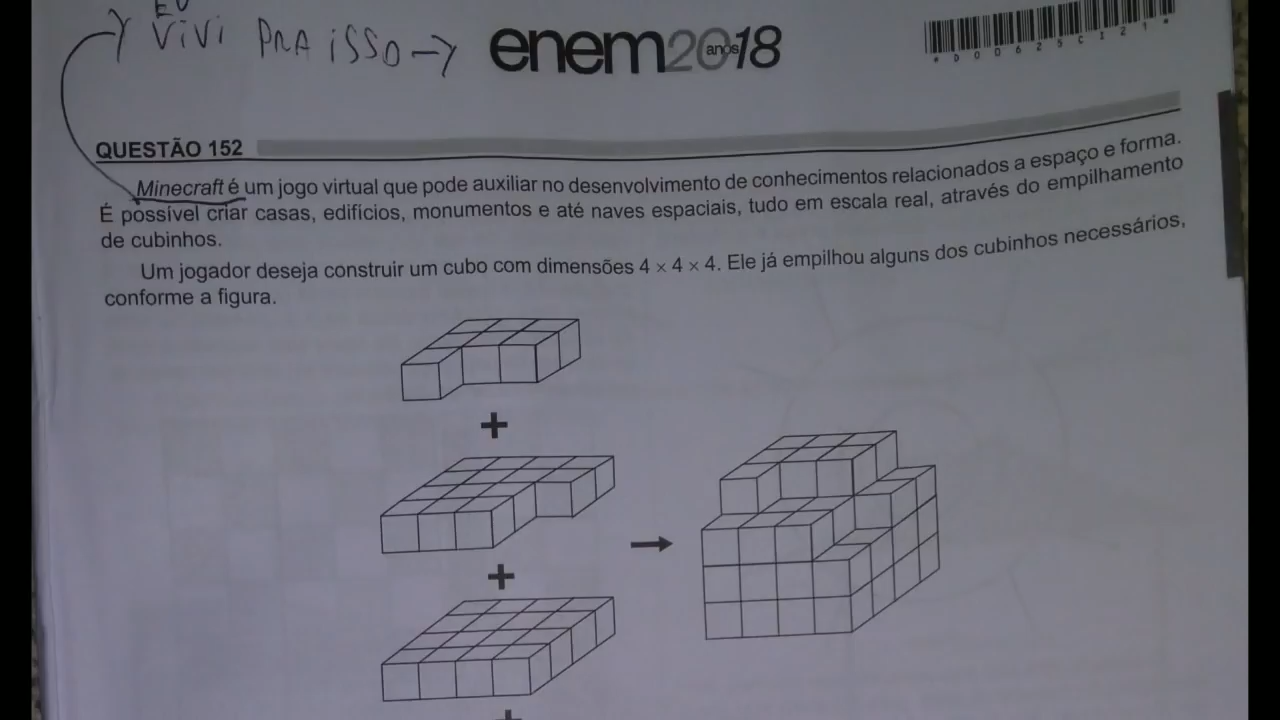 EU
VIVI PRA ISSO
enem2018
anos
*DO0625C121*
QUESTÃO 152
Minecraft é um jogo virtual que pode auxiliar no desenvolvimento de conhecimentos relacionados a espaço e forma.
É possível criar casas, edifícios, monumentos e até naves espaciais, tudo em escala real, através do empilhamento
de cubinhos.
Um jogador deseja construir um cubo com dimensões 4 × 4 × 4. Ele já empilhou alguns dos cubinhos necessários,
conforme a figura.